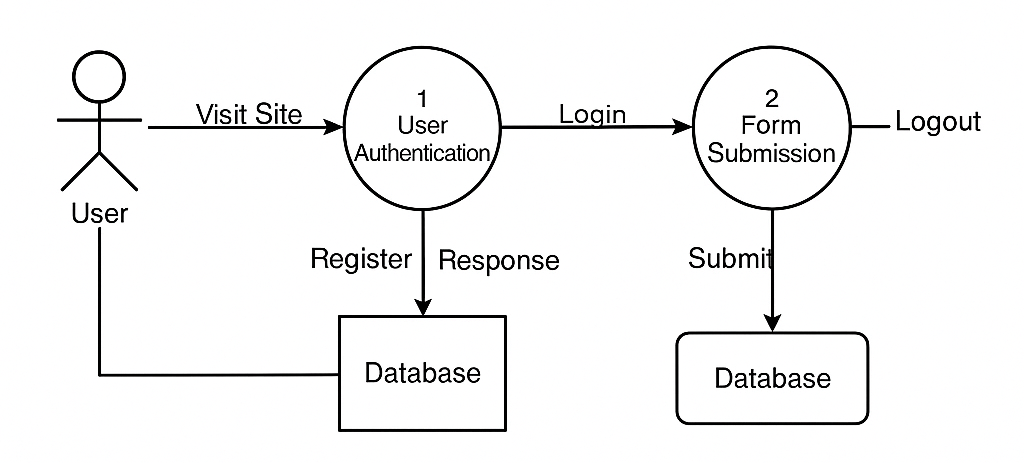 Visit Site
1
User
Authentication
Login
2
Form
Submission
Logout
User
Register
Response
Submit
Database
Database